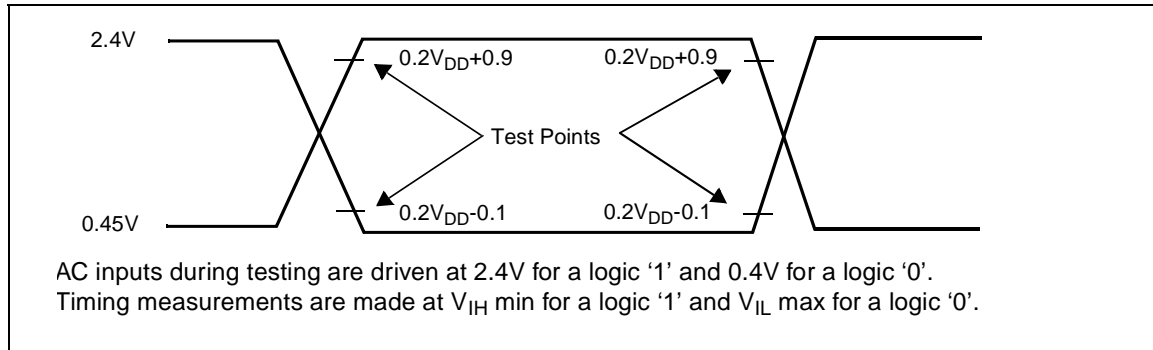 2.4V
0.2VDD+0.9 0.2VDD+0.9
Test Points
0.2VDD-0.1 0.2VDD-0.1
0.45V
AC inputs during testing are driven at 2.4V for a logic ‘1’ and 0.4V for a logic ‘0’.
Timing measurements are made at VIH min for a logic ‘1’ and VIL max for a logic ‘0’.